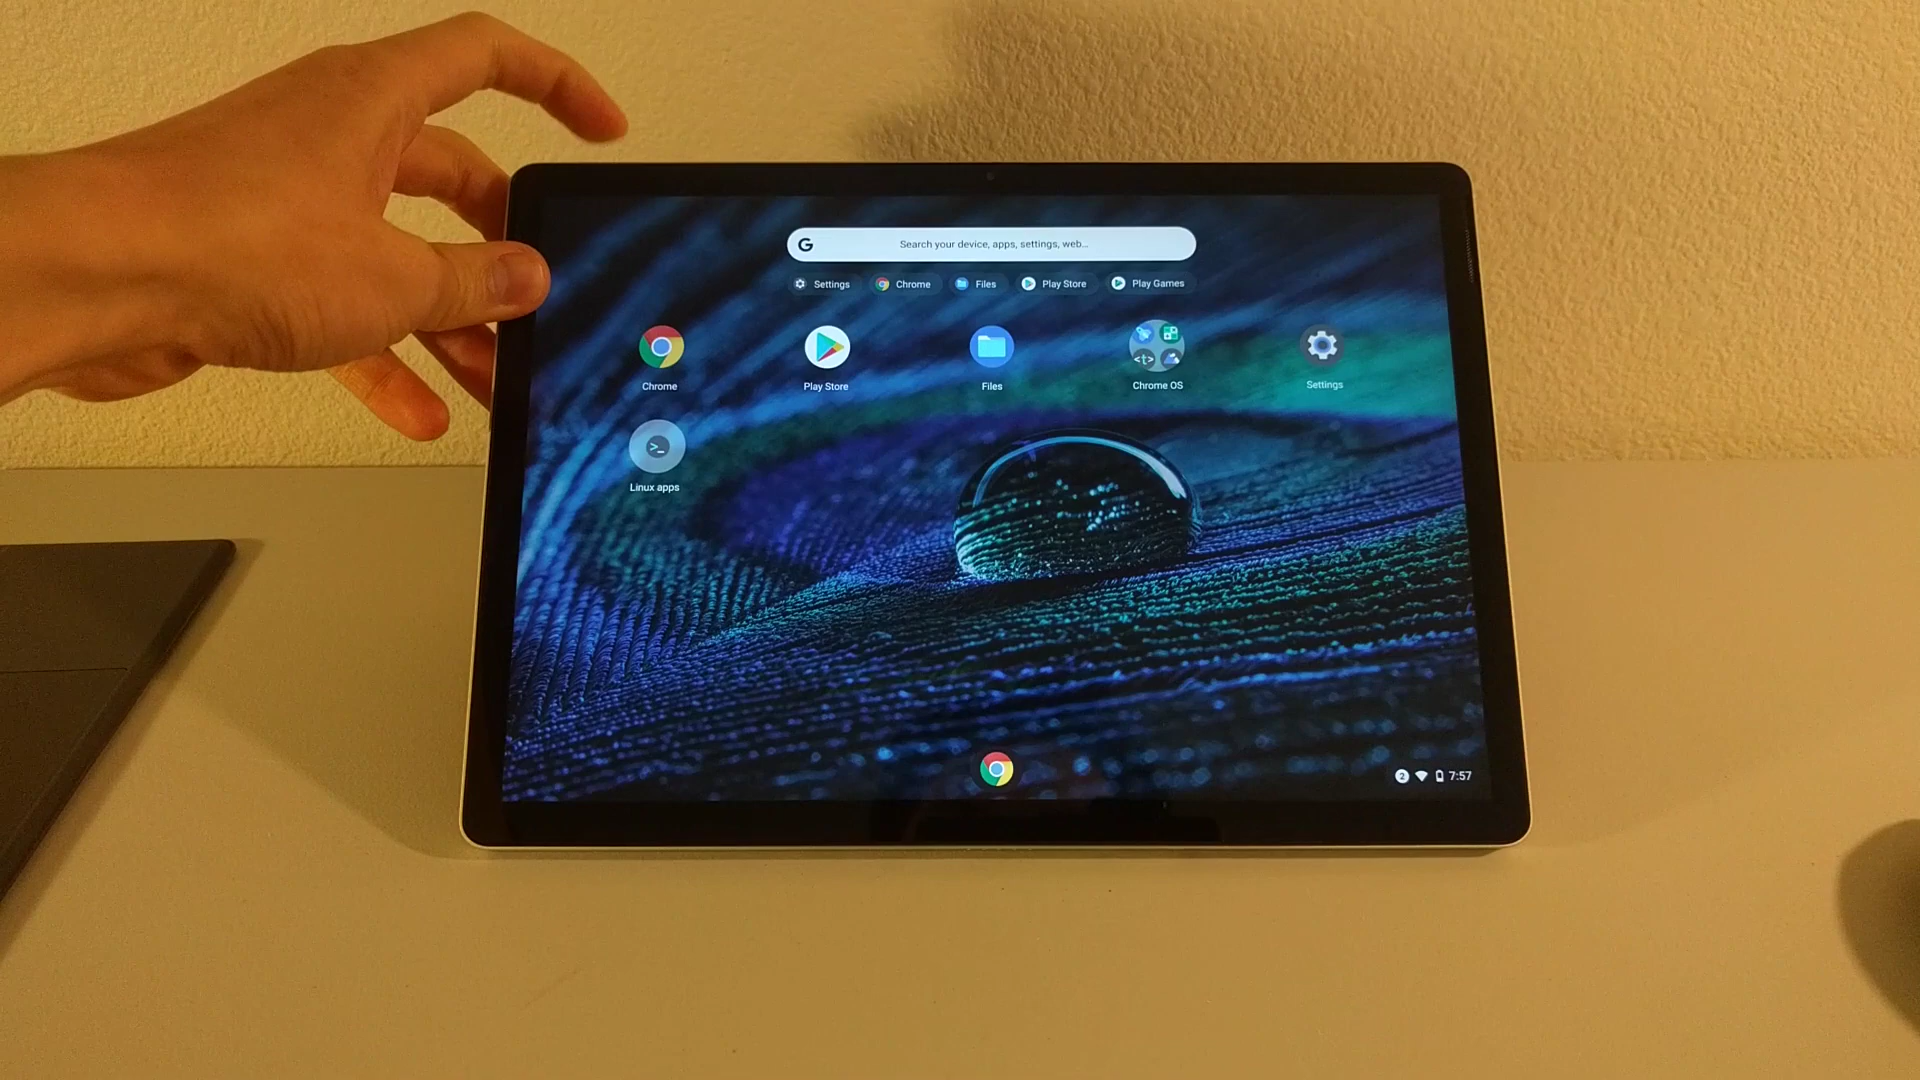 G Search your device, apps, settings, web...
Settings Chrome Files Play Store Play Games
Chrome Play Store Files <t> Chrome OS Settings
>_
Linux apps
2 7:57